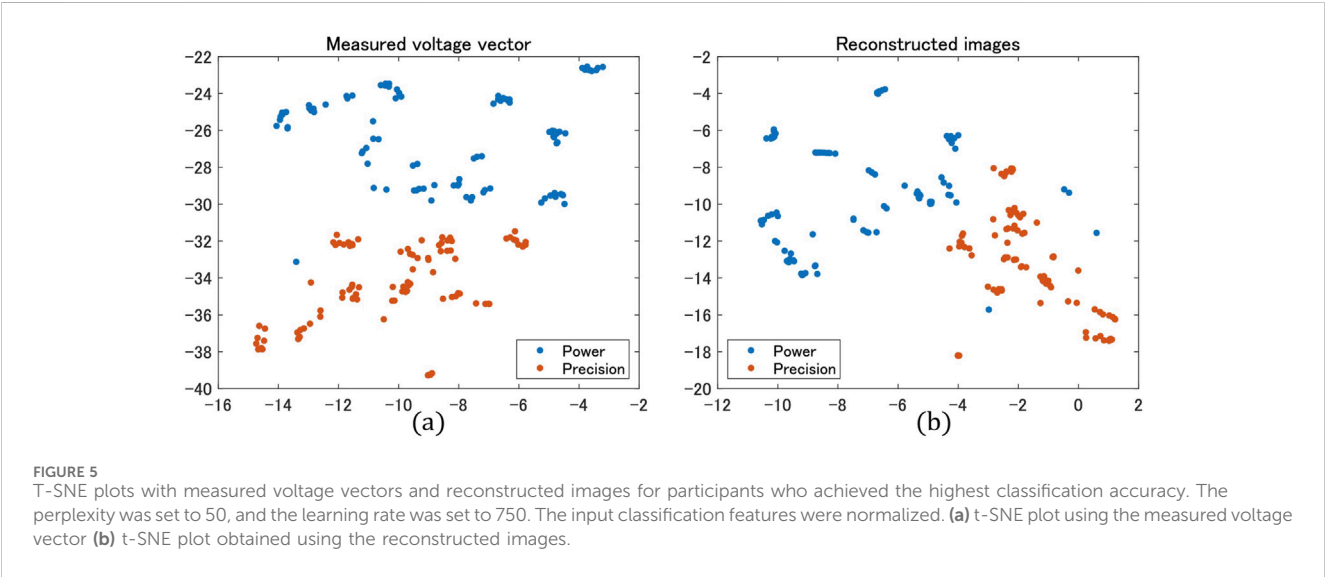 Measured voltage vector
−22
−24
−26
−28
−30
−32
−34
−36
−38
−40
−16 −14 −12 −10 −8 −6 −4 −2
Power
Precision
(a)
Reconstructed images
−2
−4
−6
−8
−10
−12
−14
−16
−18
−20
−12 −10 −8 −6 −4 −2 0 2
Power
Precision
(b)
FIGURE 5
T-SNE plots with measured voltage vectors and reconstructed images for participants who achieved the highest classification accuracy. The
perplexity was set to 50, and the learning rate was set to 750. The input classification features were normalized. (a) t-SNE plot using the measured voltage
vector (b) t-SNE plot obtained using the reconstructed images.